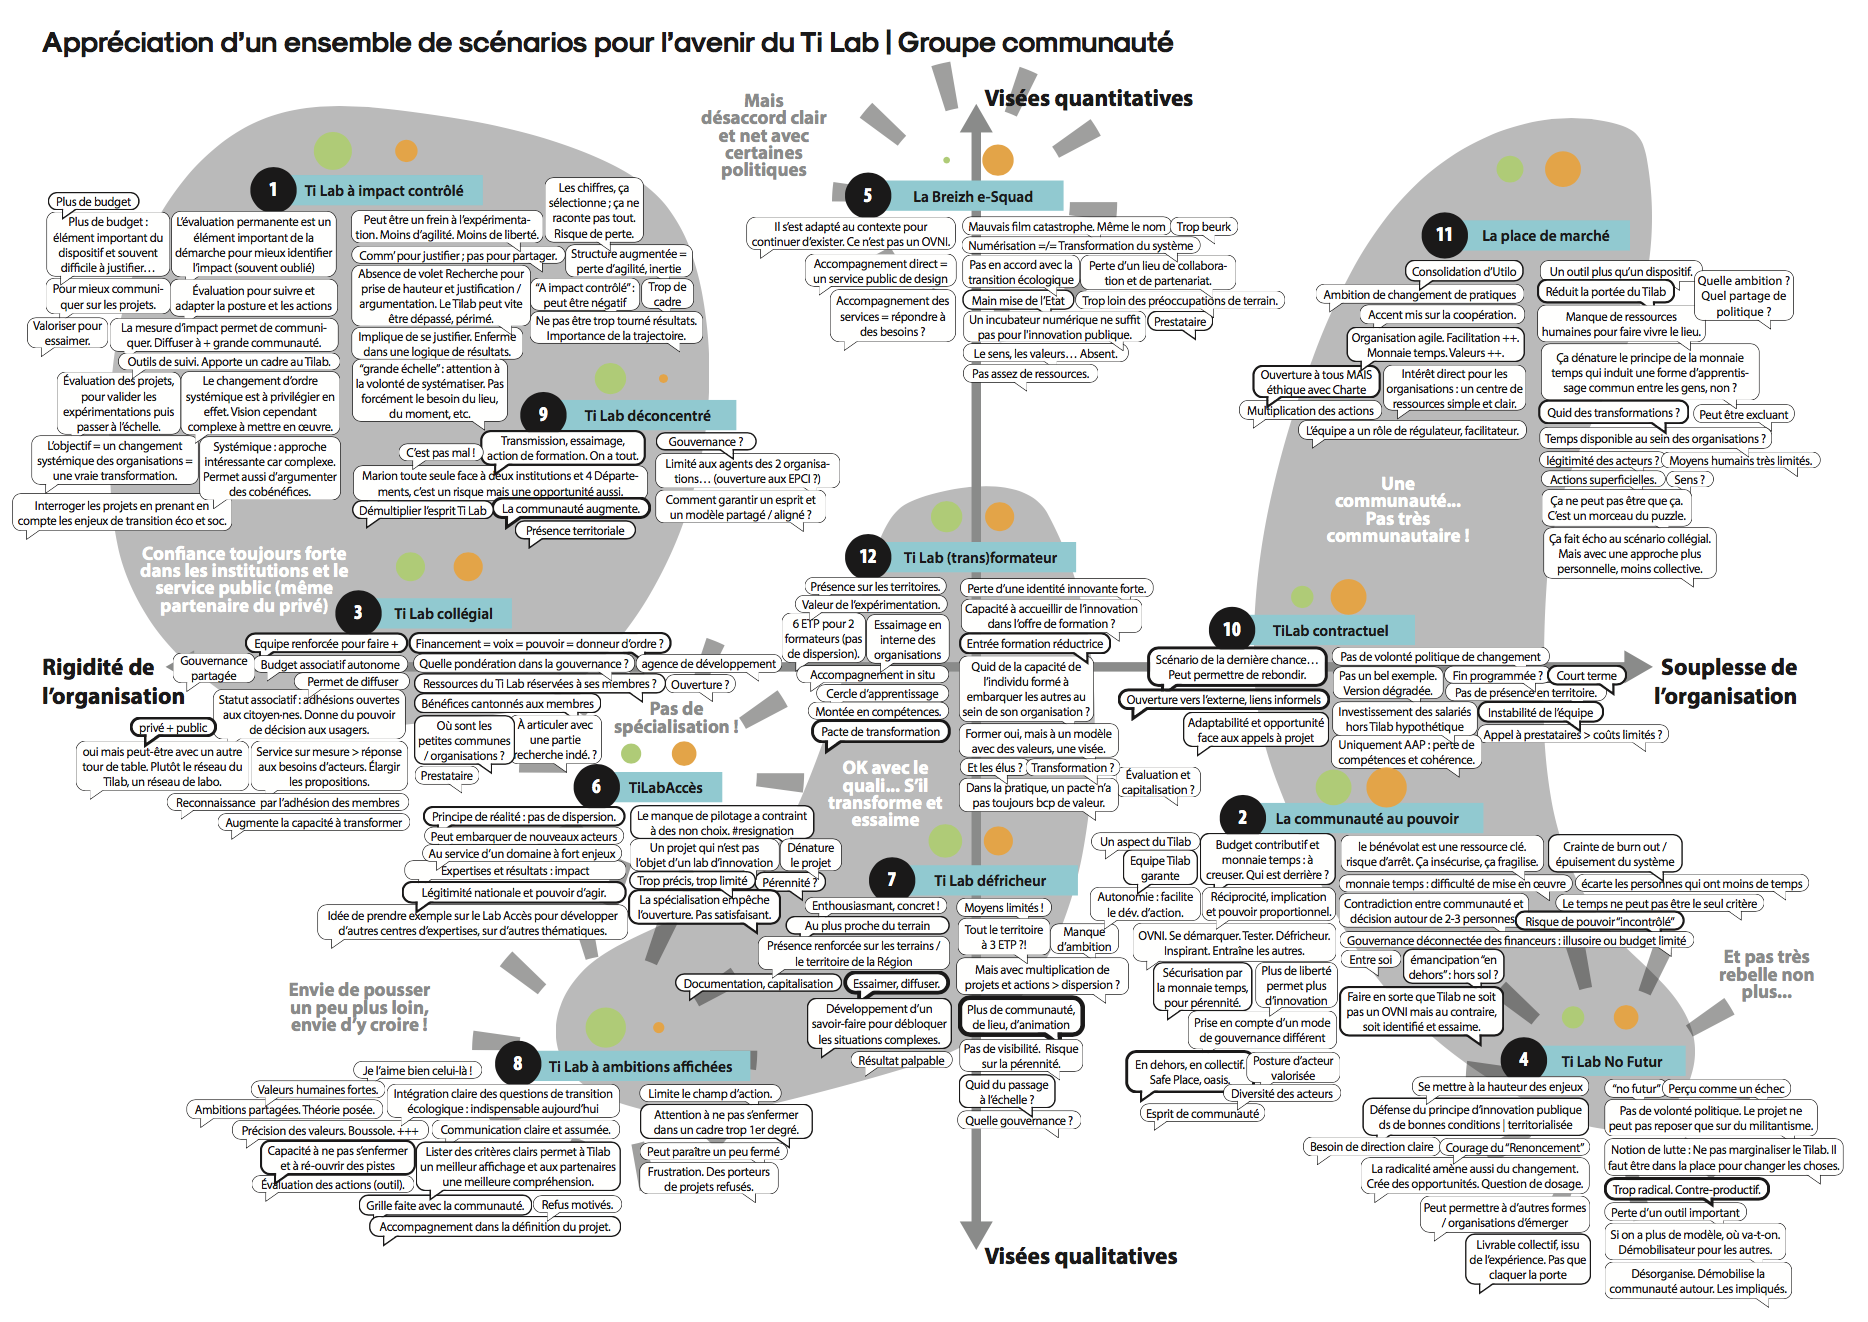 Appréciation d’un ensemble de scénarios pour l’avenir du Ti Lab | Groupe communauté
Visées quantitatives
Visées qualitatives
Rigidité de
l’organisation
Souplesse de
l’organisation
Mais
désaccord clair
et net avec
certaines
politiques
1
Ti Lab à impact contrôlé
Plus de budget
Plus de budget :
élément important du
dispositif et souvent
difficile à justifier…
L’évaluation permanente est un
élément important de la
démarche pour mieux identifier
l’impact (souvent oublié)
Pour mieux communi-
quer sur les projets.
Évaluation pour suivre et
adapter la posture et les actions
Valoriser pour
essaimer.
La mesure d’impact permet de communi-
quer. Diffuser à + grande communauté.
Outils de suivi. Apporte un cadre au Tilab.
Évaluation des projets,
pour valider les
expérimentations puis
passer à l’échelle.
Le changement d’ordre
systémique est à privilégier en
effet. Vision cependant
complexe à mettre en œuvre.
L’objectif = un changement
systémique des organisations =
une vraie transformation.
Systémique : approche
intéressante car complexe.
Permet aussi d’argumenter
des cobénéfices.
Interroger les projets en prenant en
compte les enjeux de transition éco et soc.
Peut être un frein à l’expérimenta-
tion. Moins d’agilité. Moins de liberté.
Les chiffres, ça
sélectionne ; ça ne
raconte pas tout.
Risque de perte.
Comm’ pour justifier ; pas pour partager.
Structure augmentée =
perte d’agilité, inertie
Absence de volet Recherche pour
prise de hauteur et justification /
argumentation. Le Tilab peut vite
être dépassé, périmé.
“A impact contrôlé” :
peut être négatif
Trop de
cadre
Ne pas être trop tourné résultats.
Importance de la trajectoire.
Implique de se justifier. Enferme
dans une logique de résultats.
“grande échelle” : attention à
la volonté de systématiser. Pas
forcément le besoin du lieu,
du moment, etc.
9
Ti Lab déconcentré
C’est pas mal !
Transmission, essaimage,
action de formation. On a tout.
Marion toute seule face à deux institutions et 4 Départe-
ments, c’est un risque mais une opportunité aussi.
Démultiplier l’esprit Ti Lab
La communauté augmente.
Présence territoriale
Gouvernance ?
Limité aux agents des 2 organisa-
tions… (ouverture aux EPCI ?)
Comment garantir un esprit et
un modèle partagé / aligné ?
Confiance toujours forte
dans les institutions et le
service public (même
partenaire du privé)
3
Ti Lab collégial
Equipe renforcée pour faire +
Gouvernance
partagée
Budget associatif autonome
Permet de diffuser
Statut associatif : adhésions ouvertes
aux citoyen·nes. Donne du pouvoir
de décision aux usagers.
privé + public
oui mais peut-être avec un autre
tour de table. Plutôt le réseau du
Tilab, un réseau de labo.
Service sur mesure > réponse
aux besoins d’acteurs. Élargir
les propositions.
Reconnaissance par l’adhésion des membres
Augmente la capacité à transformer
Financement = voix = pouvoir = donneur d’ordre ?
Quelle pondération dans la gouvernance ?
agence de développement
Ressources du Ti Lab réservées à ses membres ?
Ouverture ?
Bénéfices cantonnés aux membres
Où sont les
petites communes
/ organisations ?
À articuler avec
une partie
recherche indé. ?
Prestataire
5
La Breizh e-Squad
Il s’est adapté au contexte pour
continuer d’exister. Ce n’est pas un OVNI.
Accompagnement direct =
un service public de design
Accompagnement des
services = répondre à
des besoins ?
Mauvais film catastrophe. Même le nom
Trop beurk
Numérisation =/= Transformation du système
Pas en accord avec la
transition écologique
Perte d’un lieu de collabora-
tion et de partenariat.
Main mise de l’Etat
Trop loin des préoccupations de terrain.
Un incubateur numérique ne suffit
pas pour l’innovation publique.
Prestataire
Le sens, les valeurs… Absent.
Pas assez de ressources.
12
Ti Lab (trans)formateur
Présence sur les territoires.
Valeur de l’expérimentation.
6 ETP pour 2
formateurs (pas
de dispersion).
Essaimage en
interne des
organisations
Accompagnement in situ
Cercle d’apprentissage
Montée en compétences.
Pacte de transformation
Perte d’une identité innovante forte.
Capacité à accueillir de l’innovation
dans l’offre de formation ?
Entrée formation réductrice
Quid de la capacité de
l’individu formé à
embarquer les autres au
sein de son organisation ?
Former oui, mais à un modèle
avec des valeurs, une visée.
Et les élus ?
Transformation ?
Évaluation et
capitalisation ?
Dans la pratique, un pacte n’a
pas toujours bcp de valeur.
OK avec le
quali… S’il
transforme et
essaime
Pas de
spécialisation !
6
TiLabAccès
Principe de réalité : pas de dispersion.
Peut embarquer de nouveaux acteurs
Au service d’un domaine à fort enjeux
Expertises et résultats : impact
Légitimité nationale et pouvoir d’agir.
Idée de prendre exemple sur le Lab Accès pour développer
d’autres centres d’expertises, sur d’autres thématiques.
Le manque de pilotage a contraint
à des non choix. #resignation
Un projet qui n’est pas
l’objet d’un lab d’innovation
Dénature
le projet
Trop précis, trop limité
Pérennité ?
La spécialisation empêche
l’ouverture. Pas satisfaisant.
7
Ti Lab défricheur
Enthousiasmant, concret !
Au plus proche du terrain
Présence renforcée sur les terrains /
le territoire de la Région
Documentation, capitalisation
Essaimer, diffuser.
Développement d’un
savoir-faire pour débloquer
les situations complexes.
Résultat palpable
Moyens limités !
Tout le territoire
à 3 ETP ?!
Manque
d’ambition
Mais avec multiplication de
projets et actions > dispersion ?
Plus de communauté,
de lieu, d’animation
Pas de visibilité. Risque
sur la pérennité.
Quid du passage
à l’échelle ?
Quelle gouvernance ?
Envie de pousser
un peu plus loin,
envie d’y croire !
8
Ti Lab à ambitions affichées
Je l’aime bien celui-là !
Valeurs humaines fortes.
Ambitions partagées. Théorie posée.
Intégration claire des questions de transition
écologique : indispensable aujourd’hui
Précision des valeurs. Boussole. +++
Communication claire et assumée.
Capacité à ne pas s’enfermer
et à ré-ouvrir des pistes
Lister des critères clairs permet à Tilab
un meilleur affichage et aux partenaires
une meilleure compréhension.
Évaluation des actions (outil).
Grille faite avec la communauté.
Refus motivés.
Accompagnement dans la définition du projet.
Limite le champ d’action.
Attention à ne pas s’enfermer
dans un cadre trop 1er degré.
Peut paraître un peu fermé
Frustration. Des porteurs
de projets refusés.
11
La place de marché
Consolidation d’Utilo
Ambition de changement de pratiques
Accent mis sur la coopération.
Organisation agile. Facilitation ++.
Monnaie temps. Valeurs ++.
Ouverture à tous MAIS
éthique avec Charte
Intérêt direct pour les
organisations : un centre de
ressources simple et clair.
Multiplication des actions
L’équipe a un rôle de régulateur, facilitateur.
Un outil plus qu’un dispositif.
Réduit la portée du Tilab
Quelle ambition ?
Quel partage de
politique ?
Manque de ressources
humaines pour faire vivre le lieu.
Ça dénature le principe de la monnaie
temps qui induit une forme d’apprentis-
sage commun entre les gens, non ?
Quid des transformations ?
Peut être excluant
Temps disponible au sein des organisations ?
légitimité des acteurs ?
Moyens humains très limités.
Actions superficielles.
Sens ?
Ça ne peut pas être que ça.
C’est un morceau du puzzle.
Ça fait écho au scénario collégial.
Mais avec une approche plus
personnelle, moins collective.
Une
communauté…
Pas très
communautaire !
10
TiLab contractuel
Scénario de la dernière chance…
Peut permettre de rebondir.
Ouverture vers l’externe, liens informels
Adaptabilité et opportunité
face aux appels à projet
Pas de volonté politique de changement
Pas un bel exemple.
Version dégradée.
Fin programmée ?
Court terme
Pas de présence en territoire.
Investissement des salariés
hors Tilab hypothétique
Instabilité de l’équipe
Appel à prestataires > coûts limités ?
Uniquement AAP : perte de
compétences et cohérence.
2
La communauté au pouvoir
Un aspect du Tilab
Equipe Tilab
garante
Budget contributif et
monnaie temps : à
creuser. Qui est derrière ?
Autonomie : facilite
le dév. d’action.
Réciprocité, implication
et pouvoir proportionnel.
OVNI. Se démarquer. Tester. Défricheur.
Inspirant. Entraîne les autres.
Sécurisation par
la monnaie temps,
pour pérennité.
Plus de liberté
permet plus
d’innovation
Prise en compte d’un mode
de gouvernance différent
En dehors, en collectif.
Safe Place, oasis.
Posture d’acteur
valorisée
Diversité des acteurs
Esprit de communauté
le bénévolat est une ressource clé.
risque d’arrêt. Ça insécurise, ça fragilise.
Crainte de burn out /
épuisement du système
monnaie temps : difficulté de mise en œuvre
écarte les personnes qui ont moins de temps
Contradiction entre communauté et
décision autour de 2-3 personnes
Le temps ne peut pas être le seul critère
Risque de pouvoir “incontrôlé”
Gouvernance déconnectée des financeurs : illusoire ou budget limité
Entre soi
émancipation “en
dehors” : hors sol ?
Faire en sorte que Tilab ne soit
pas un OVNI mais au contraire,
soit identifié et essaime.
Et pas très
rebelle non
plus…
4
Ti Lab No Futur
Se mettre à la hauteur des enjeux
Défense du principe d’innovation publique
ds de bonnes conditions | territorialisée
Besoin de direction claire
Courage du “Renoncement”
La radicalité amène aussi du changement.
Crée des opportunités. Question de dosage.
Peut permettre à d’autres formes
/ organisations d’émerger
Livrable collectif, issu
de l’expérience. Pas que
claquer la porte
“no futur”
Perçu comme un échec
Pas de volonté politique. Le projet ne
peut pas reposer que sur du militantisme.
Notion de lutte : Ne pas marginaliser le Tilab. Il
faut être dans la place pour changer les choses.
Trop radical. Contre-productif.
Perte d’un outil important
Si on a plus de modèle, où va-t-on.
Démobilisateur pour les autres.
Désorganise. Démobilise la
communauté autour. Les impliqués.